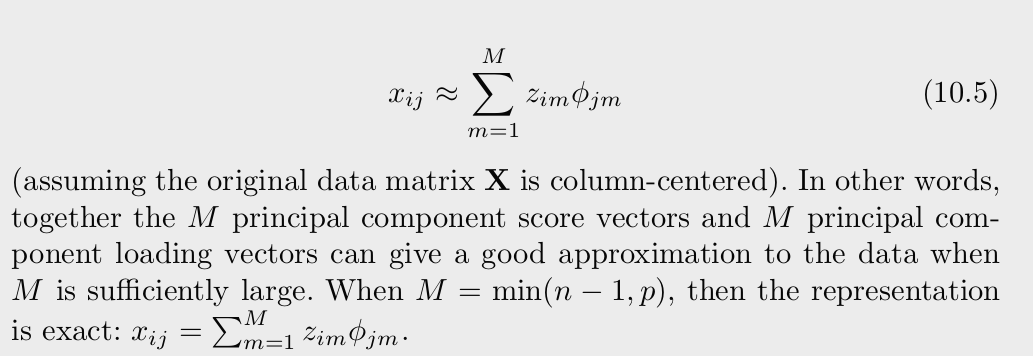 x_{ij} ≈ \sum_{m=1}^{M} z_{im}ϕ_{jm} (10.5)
(assuming the original data matrix X is column-centered). In other words,
together the M principal component score vectors and M principal com-
ponent loading vectors can give a good approximation to the data when
M is sufficiently large. When M = min(n − 1, p), then the representation
is exact: x_{ij} = \sum_{m=1}^{M} z_{im}ϕ_{jm}.